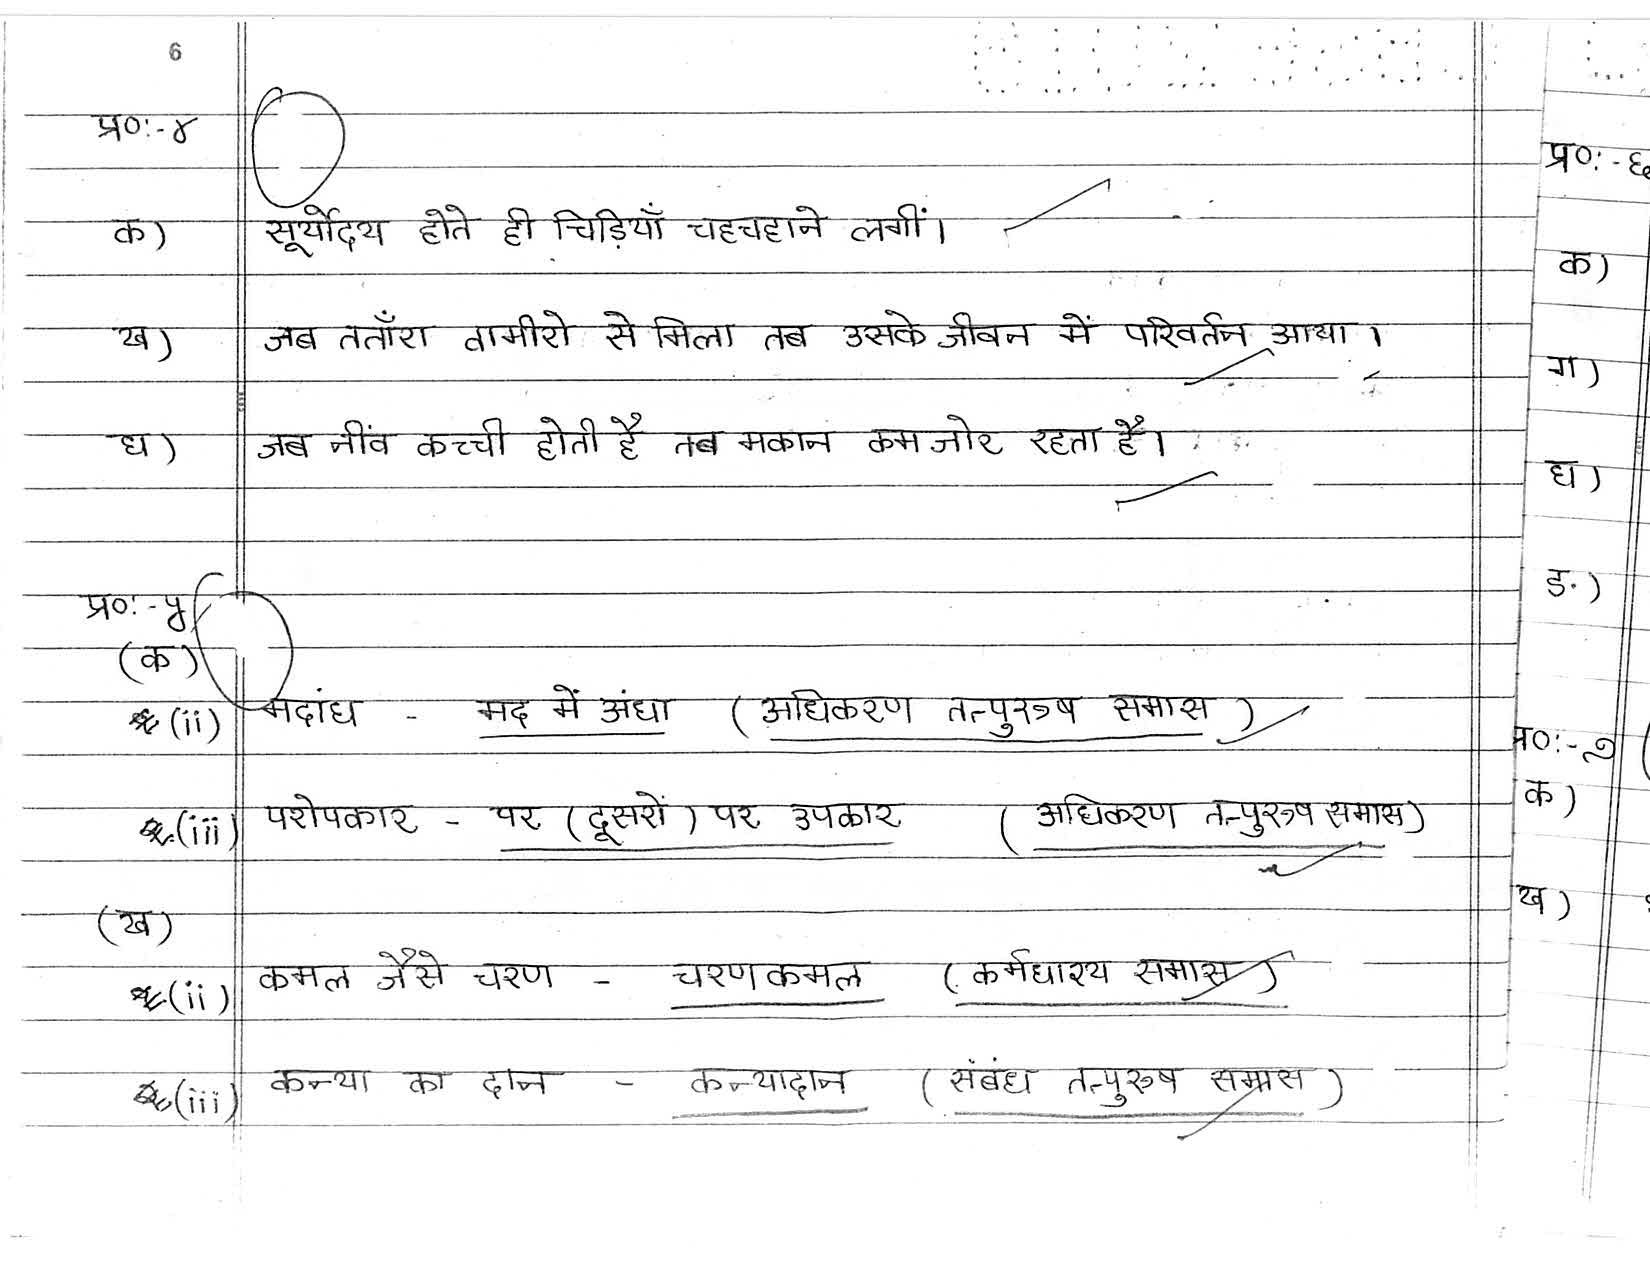 6
प्र०:-४
क) सूर्योदय होते ही चिड़ियाँ चहचहाने लगीं।
ख) जब तताँरा वामीरो से मिला तब उसके जीवन में परिवर्तन आया।
घ) जब नींव कच्ची होती है तब मकान कमजोर रहता है।
प्र०:-५
(क)
(ii) मदांध - मद में अंधा (अधिकरण तत्पुरुष समास)
(iii) परोपकार - पर (दूसरों) पर उपकार (अधिकरण तत्पुरुष समास)
(ख)
(ii) कमल जैसे चरण - चरणकमल (कर्मधारय समास)
(iii) कन्या का दान - कन्यादान (संबंध तत्पुरुष समास)
प्र०:-६
क)
ग)
घ)
ङ)
प्र०:-७
क)
ख)